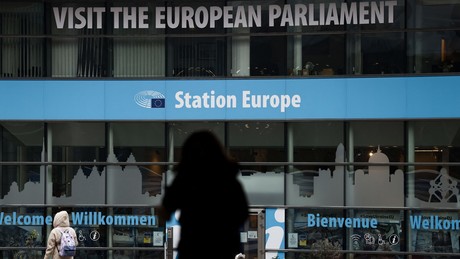 VISIT THE EUROPEAN PARLIAMENT
Station Europe
Welcome Willkommen Bienvenue Welkom